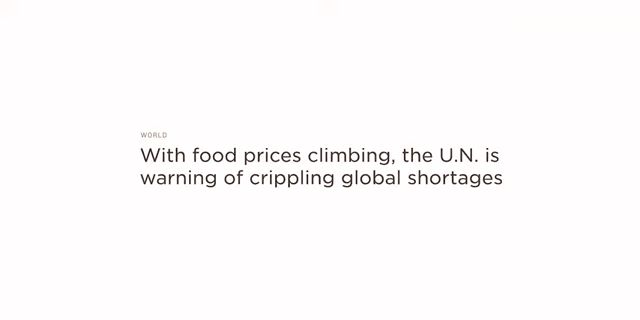 WORLD
With food prices climbing, the U.N. is
warning of crippling global shortages